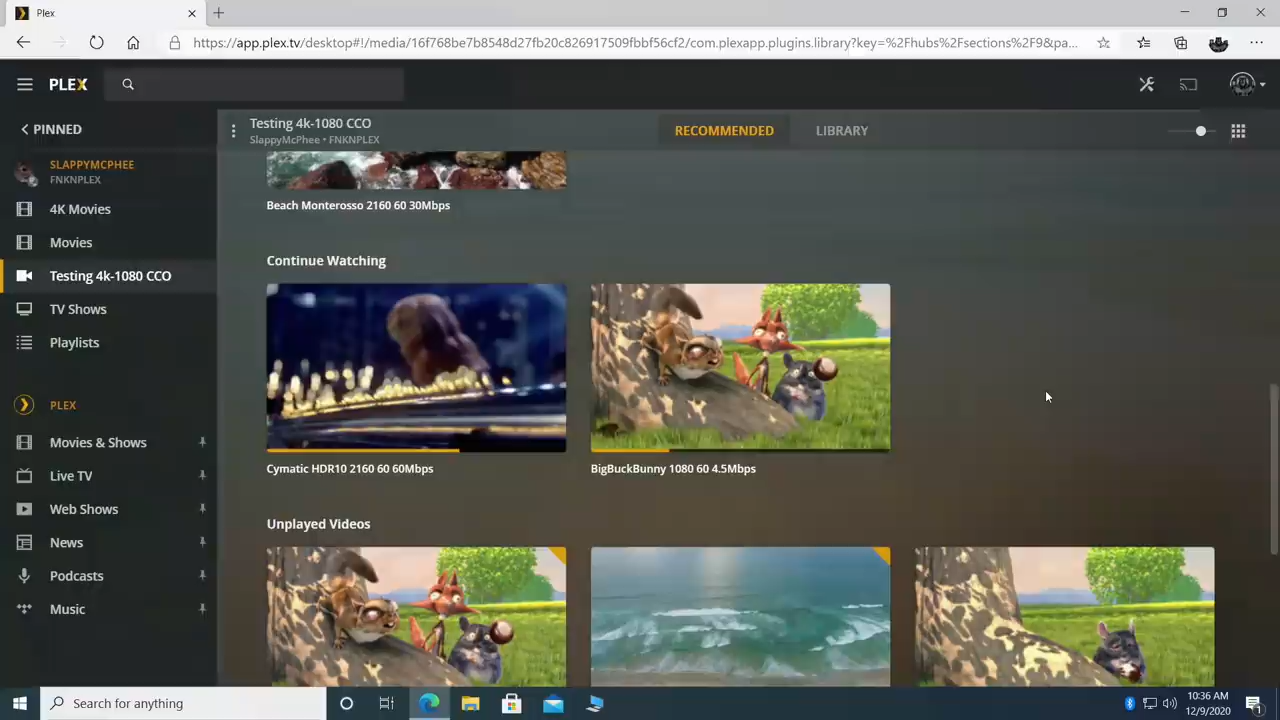 Plex
https://app.plex.tv/desktop#!/media/16f768be7b8548d27fb20c826917509fbbf56cf2/com.plexapp.plugins.library?key=%2Fhubs%2Fsections%2F9&pa...
PLEX
PINNED
SLAPPYMCPHEE
FNKNPLEX
4K Movies
Movies
Testing 4k-1080 CCO
TV Shows
Playlists
PLEX
Movies & Shows
Live TV
Web Shows
News
Podcasts
Music
Testing 4k-1080 CCO
SlappyMcPhee • FNKNPLEX
RECOMMENDED
LIBRARY
Beach Monterosso 2160 60 30Mbps
Continue Watching
Cymatic HDR10 2160 60 60Mbps
BigBuckBunny 1080 60 4.5Mbps
Unplayed Videos
Search for anything
10:36 AM
12/9/2020